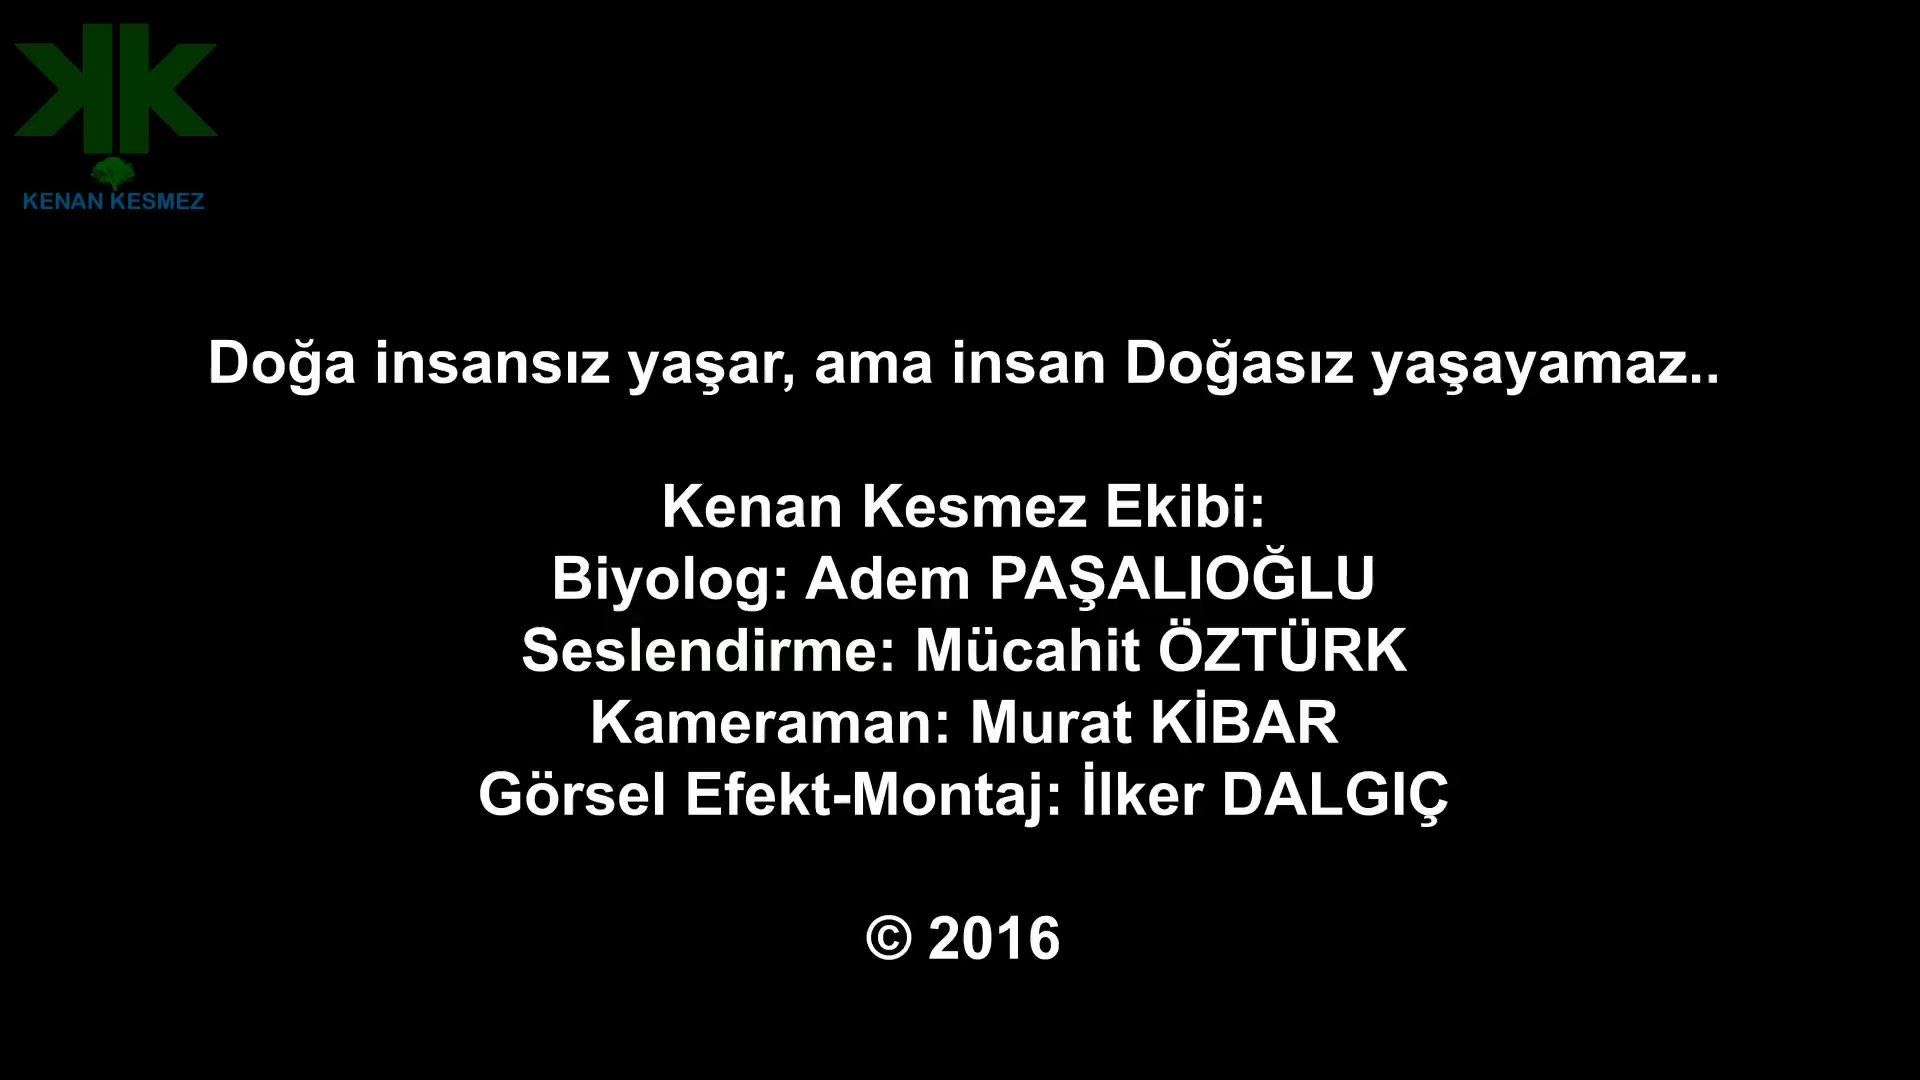 KK
KENAN KESMEZ
Doğa insansız yaşar, ama insan Doğasız yaşayamaz..
Kenan Kesmez Ekibi:
Biyolog: Adem PAŞALIOĞLU
Seslendirme: Mücahit ÖZTÜRK
Kameraman: Murat KİBAR
Görsel Efekt-Montaj: İlker DALGIÇ
© 2016